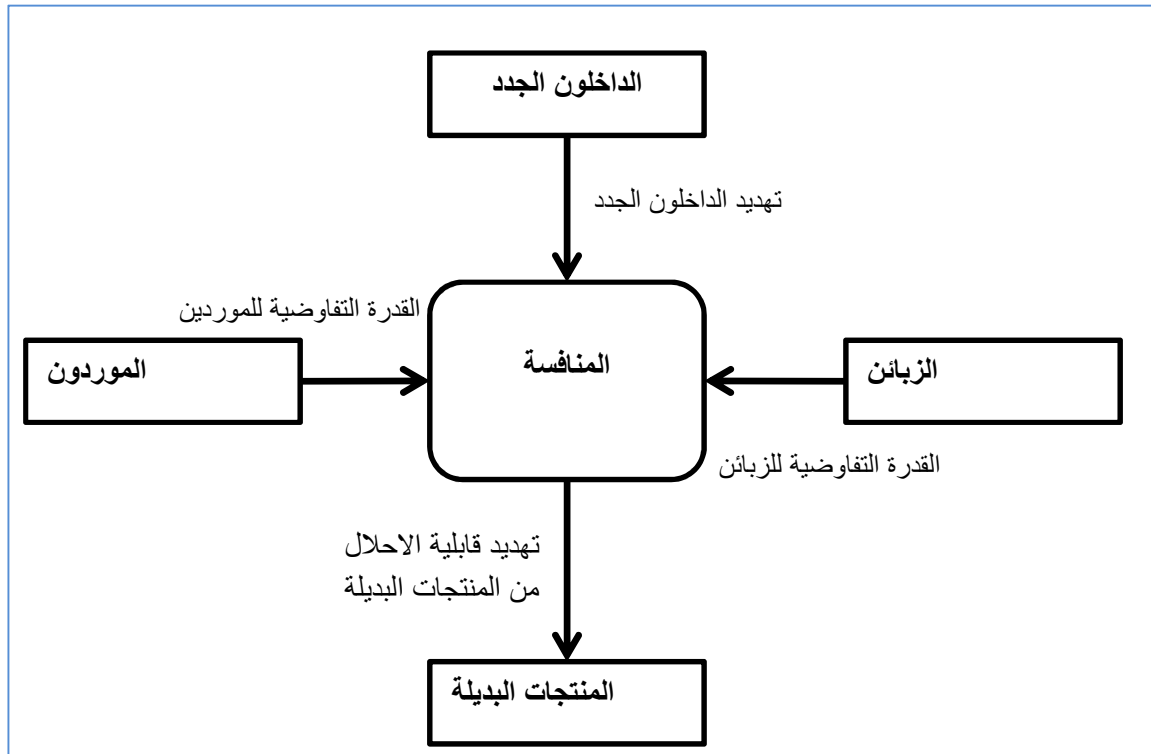 الداخلون الجدد
تهديد الداخلون الجدد
القدرة التفاوضية للموردين
الزبائن
المنافسة
الموردون
القدرة التفاوضية للزبائن
تهديد قابلية الاحلال
من المنتجات البديلة
المنتجات البديلة